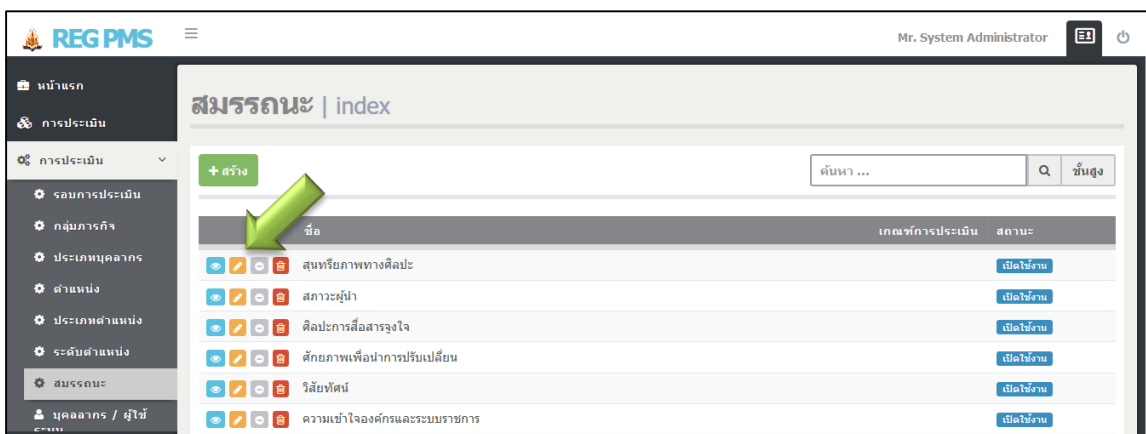 REG PMS
Mr. System Administrator
หน้าแรก
การประเมิน
การประเมิน
รอบการประเมิน
กลุ่มภารกิจ
ประเภทบุคลากร
ตำแหน่ง
ประเภทตำแหน่ง
ระดับตำแหน่ง
สมรรถนะ
บุคลากร / ผู้ใช้
ระบบ
สมรรถนะ | index
+ สร้าง
ค้นหา ...
ขั้นสูง
ชื่อ เกณฑ์การประเมิน สถานะ
สุนทรียภาพทางศิลปะ เปิดใช้งาน
สภาวะผู้นำ เปิดใช้งาน
ศิลปะการสื่อสารจูงใจ เปิดใช้งาน
ศักยภาพเพื่อนำการปรับเปลี่ยน เปิดใช้งาน
วิสัยทัศน์ เปิดใช้งาน
ความเข้าใจองค์กรและระบบราชการ เปิดใช้งาน